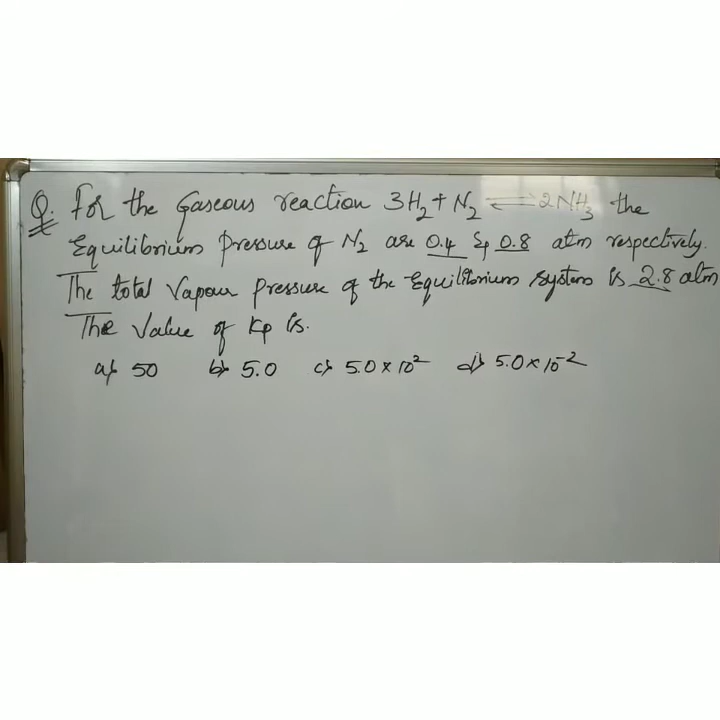 Q. For the Gaseous reaction 3H₂ + N₂ ⇌ 2NH₃ the
Equilibrium Pressure of N₂ are 0.4 & 0.8 atm respectively.
The total Vapour Pressure of the Equilibrium System is 2.8 atm
The Value of Kp is.
a) 50 b) 5.0 c) 5.0 × 10² d) 5.0 × 10⁻²